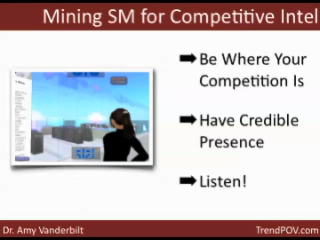 Mining SM for Competitive Intel
Be Where Your
Competition Is
Have Credible
Presence
Listen!
Dr. Amy Vanderbilt
TrendPOV.com